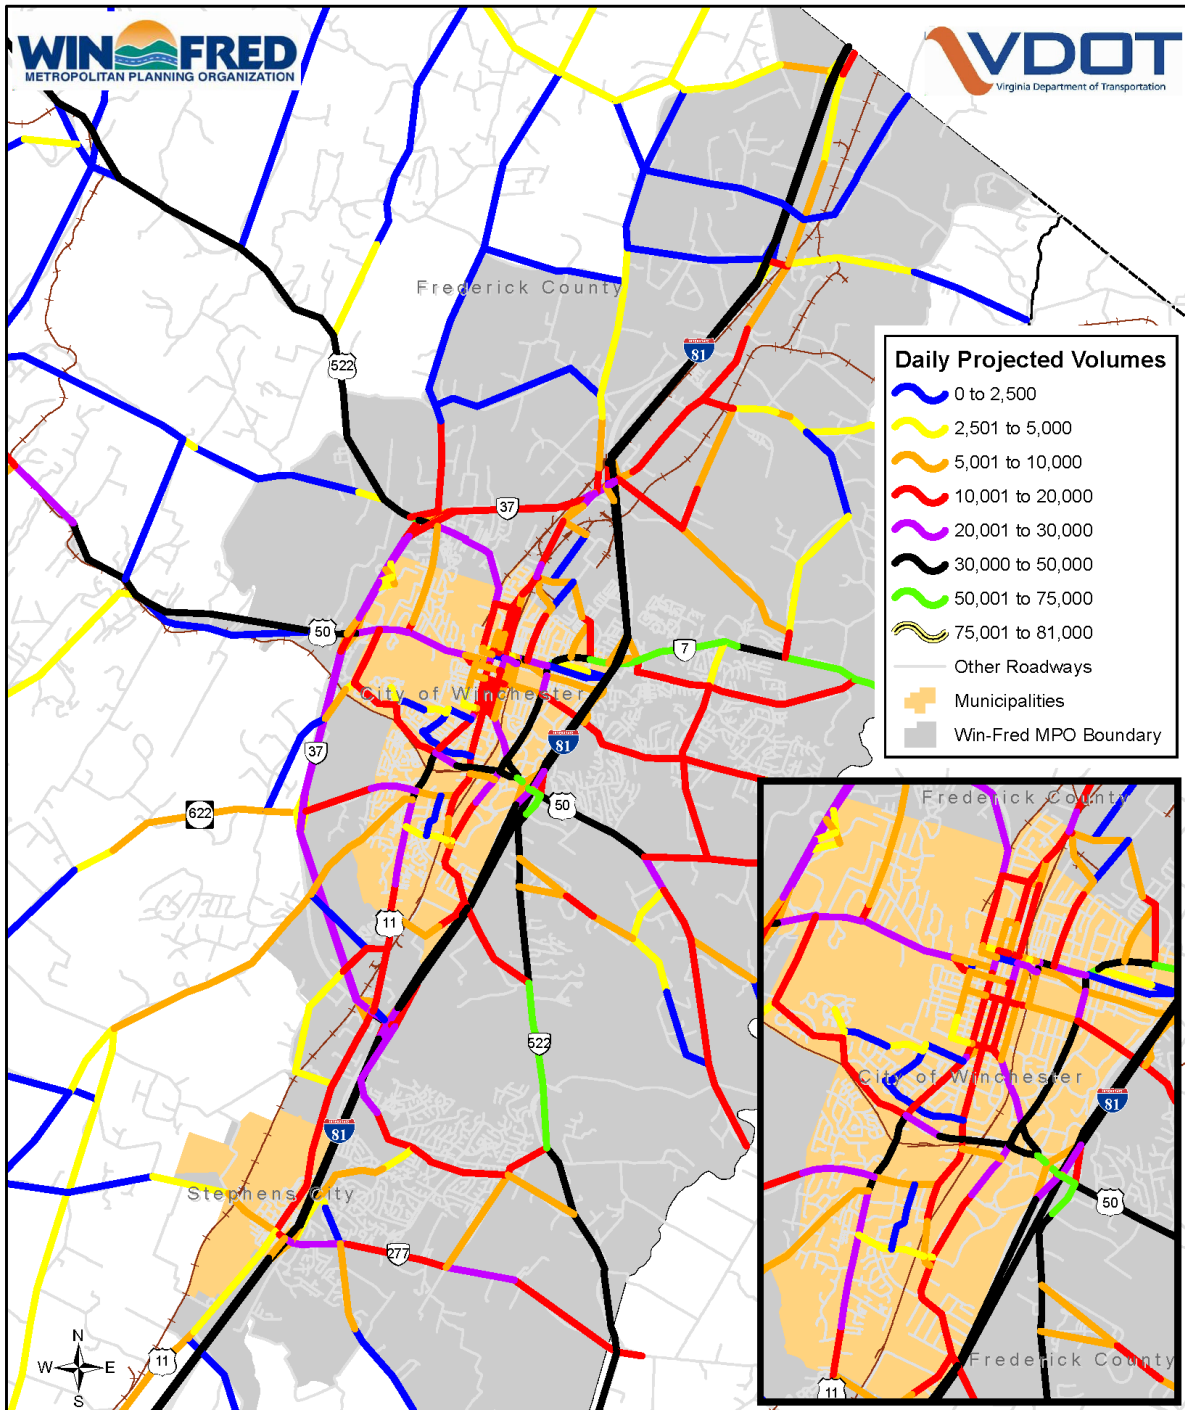 WIN FRED
METROPOLITAN PLANNING ORGANIZATION
VDOT
Virginia Department of Transportation
Frederick County
81
522
Daily Projected Volumes
0 to 2,500
2,501 to 5,000
5,001 to 10,000
10,001 to 20,000
20,001 to 30,000
30,000 to 50,000
50,001 to 75,000
75,001 to 81,000
Other Roadways
Municipalities
Win-Fred MPO Boundary
37
50
7
City of Winchester
81
37
50
622
11
522
81
Stephens City
277
11
N
W E
S
Frederick County
City of Winchester
81
50
Frederick County
11